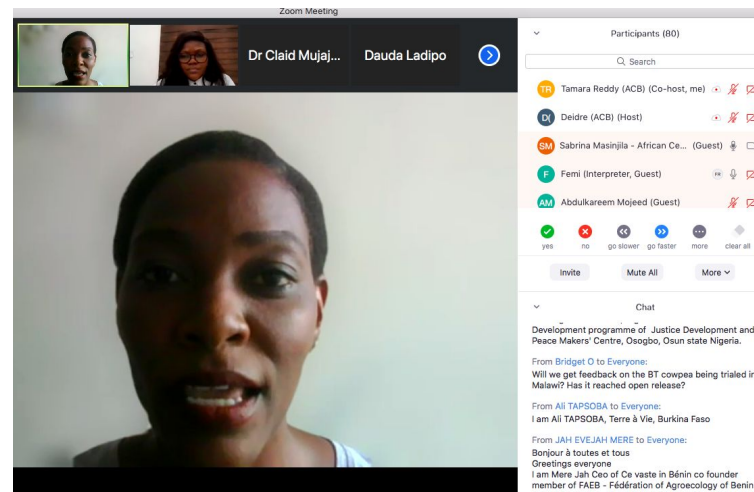 Zoom Meeting
Dr Claid Mujaj...
Dauda Ladipo
Participants (80)
Search
TR Tamara Reddy (ACB) (Co-host, me)
D( Deidre (ACB) (Host)
SM Sabrina Masinjila - African Ce... (Guest)
F Femi (Interpreter, Guest)
AM Abdulkareem Mojeed (Guest)
yes no go slower go faster more clear all
Invite Mute All More
Chat
Development programme of Justice Development and
Peace Makers' Centre, Osogbo, Osun state Nigeria.
From Bridget O to Everyone:
Will we get feedback on the BT cowpea being trialed in
Malawi? Has it reached open release?
From Ali TAPSOBA to Everyone:
I am Ali TAPSOBA, Terre à Vie, Burkina Faso
From JAH EVEJAH MERE to Everyone:
Bonjour à toutes et tous
Greetings everyone
I am Mere Jah Ceo of Ce vaste in Bénin co founder
member of FAEB - Fédération of Agroecology of Benin